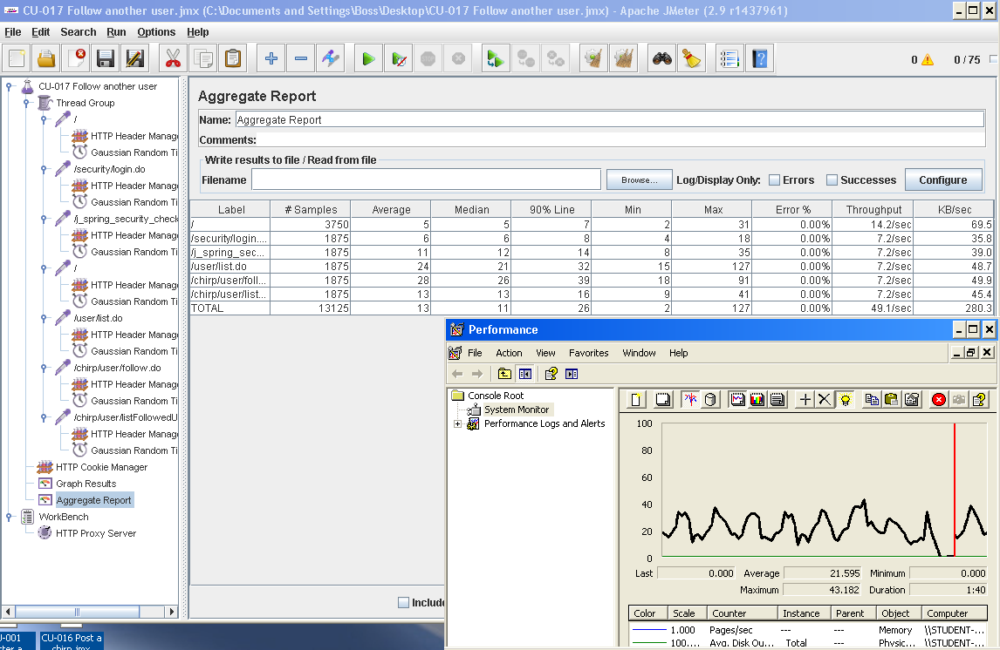 CU-017 Follow another user.jmx (C:\Documents and Settings\Boss\Desktop\CU-017 Follow another user.jmx) - Apache JMeter (2.9 r1437961)
File Edit Search Run Options Help
0 0 / 75
CU-017 Follow another user
Thread Group
/
HTTP Header Manag
Gaussian Random Ti
/security/login.do
HTTP Header Manag
Gaussian Random Ti
/j_spring_security_check
HTTP Header Manag
Gaussian Random Ti
/
HTTP Header Manag
Gaussian Random Ti
/user/list.do
HTTP Header Manag
Gaussian Random Ti
/chirp/user/follow.do
HTTP Header Manag
Gaussian Random Ti
/chirp/user/listFollowedU
HTTP Header Manag
Gaussian Random Ti
HTTP Cookie Manager
Graph Results
Aggregate Report
WorkBench
HTTP Proxy Server
Aggregate Report
Name: Aggregate Report
Comments:
Write results to file / Read from file
Filename Browse... Log/Display Only: Errors Successes Configure
Label # Samples Average Median 90% Line Min Max Error % Throughput KB/sec
/ 3750 5 5 7 2 31 0.00% 14.2/sec 69.5
/security/login.... 1875 6 6 8 4 18 0.00% 7.2/sec 35.8
/j_spring_sec... 1875 11 12 14 8 35 0.00% 7.2/sec 39.0
/user/list.do 1875 24 21 32 15 127 0.00% 7.2/sec 48.7
/chirp/user/foll... 1875 28 26 39 18 91 0.00% 7.2/sec 49.9
/chirp/user/list... 1875 13 13 16 9 41 0.00% 7.2/sec 45.4
TOTAL 13125 13 11 26 2 127 0.00% 49.1/sec 280.3
Include
Performance
File Action View Favorites Window Help
Console Root
System Monitor
Performance Logs and Alerts
100
80
60
40
20
0
Last 0.000 Average 21.595 Minimum 0.000
Maximum 43.182 Duration 1:40
Color Scale Counter Instance Parent Object Computer
1.000 Pages/sec --- --- Memory \\STUDENT-...
100.... Avg. Disk Qu... _Total --- Physic... \\STUDENT-...
U-001 CU-016 Post a
chirp.jmx